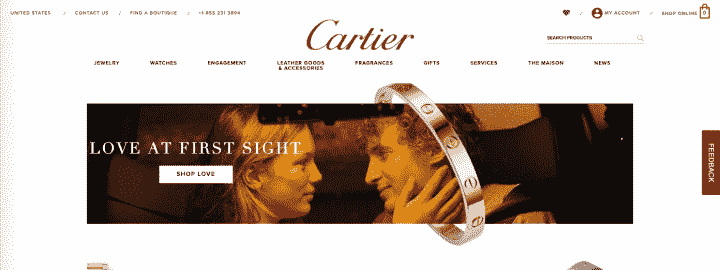 UNITED STATES / CONTACT US / FIND A BOUTIQUE / +1 855 231 3894
MY ACCOUNT / SHOP ONLINE 0
Cartier
SEARCH PRODUCTS
JEWELRY WATCHES ENGAGEMENT LEATHER GOODS & ACCESSORIES FRAGRANCES GIFTS SERVICES THE MAISON NEWS
LOVE AT FIRST SIGHT
SHOP LOVE
FEEDBACK